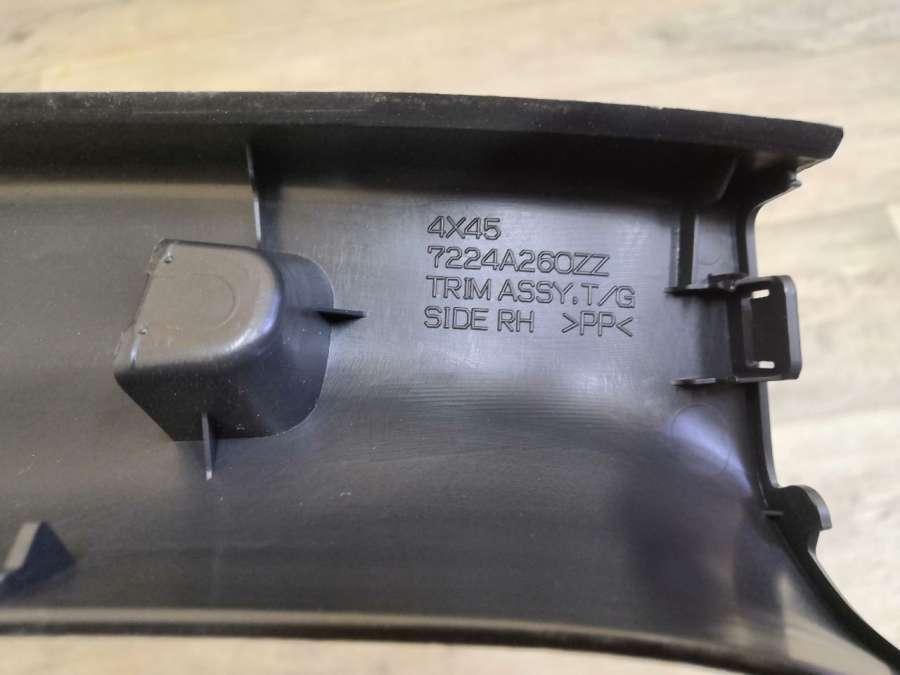 4X45
7224A260ZZ
TRIM ASSY,T/G
SIDE RH >PP<